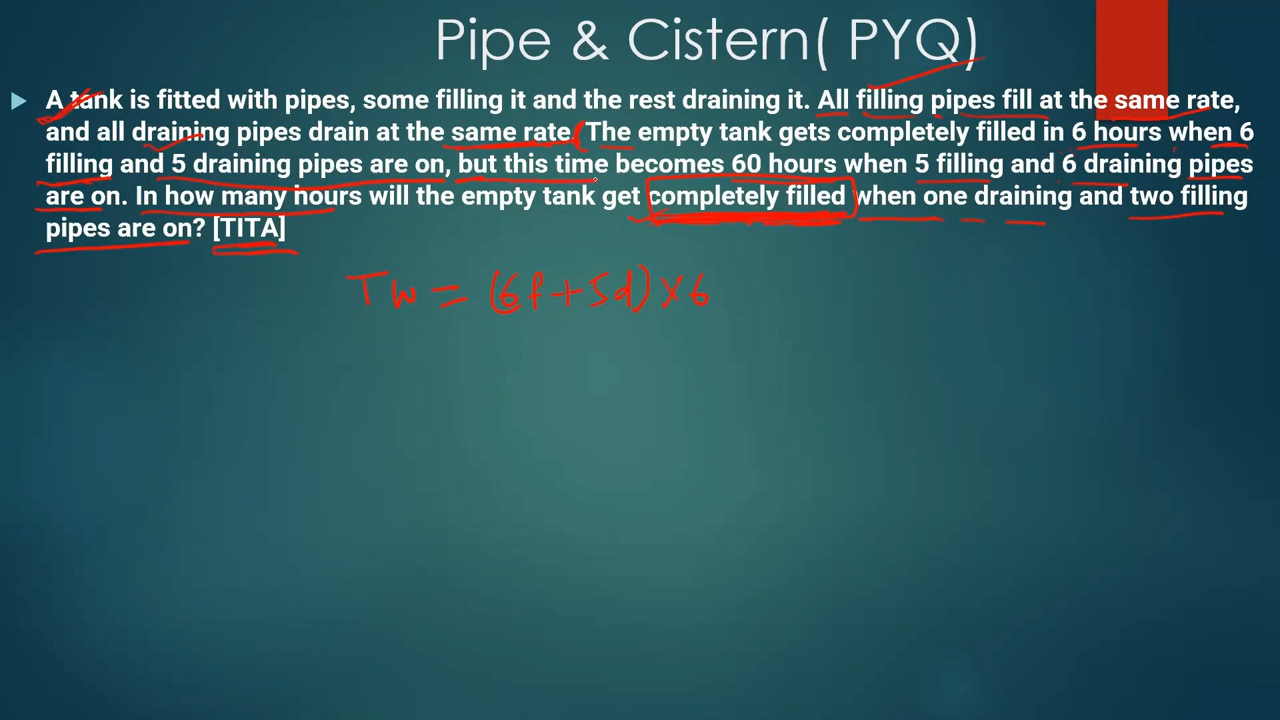 Pipe & Cistern( PYQ)
A tank is fitted with pipes, some filling it and the rest draining it. All filling pipes fill at the same rate,
and all draining pipes drain at the same rate. The empty tank gets completely filled in 6 hours when 6
filling and 5 draining pipes are on, but this time becomes 60 hours when 5 filling and 6 draining pipes
are on. In how many hours will the empty tank get completely filled when one draining and two filling
pipes are on? [TITA]
Tw = (6f+5d)×6